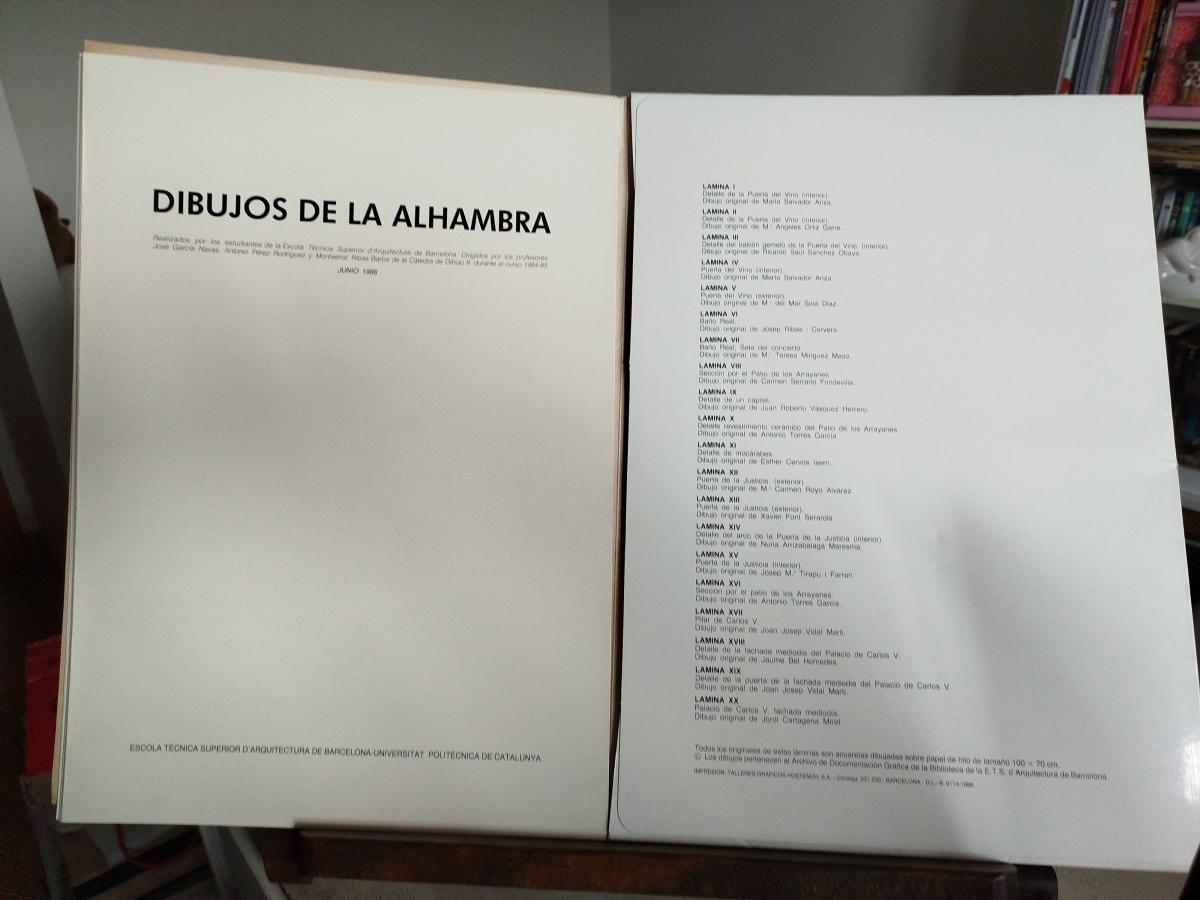 DIBUJOS DE LA ALHAMBRA
Realizados por los estudiantes de la Escola Técnica Superior d'Arquitectura de Barcelona. Dirigidos por los profesores
José García Navas, Antonio Pérez Rodríguez y Montserrat Ribas Barba de la Cátedra de Dibujo II, durante el curso 1984-85.
JUNIO 1986
ESCOLA TÉCNICA SUPERIOR D'ARQUITECTURA DE BARCELONA-UNIVERSITAT POLITÉCNICA DE CATALUNYA
LAMINA I
Detalle de la Puerta del Vino (interior).
Dibujo original de María Salvador Ariza.
LAMINA II
Detalle de la Puerta del Vino (interior).
Dibujo original de M.ª Angeles Ortiz Garre
LAMINA III
Detalle del balcón gemelo de la Puerta del Vino. (interior)
Dibujo original de Ricardo Saúl Sánchez Obaya.
LAMINA IV
Puerta del Vino (interior).
Dibujo original de María Salvador Ariza.
LAMINA V
Puerta del Vino (exterior).
Dibujo original de M.ª del Mar Solá Díaz.
LAMINA VI
Baño Real.
Dibujo original de Josep Ribas i Cervera.
LAMINA VII
Baño Real, Sala del concierto.
Dibujo original de M.ª Teresa Mínguez Masó.
LAMINA VIII
Sección por el Patio de los Arrayanes.
Dibujo original de Carmen Serrano Fondevilla.
LAMINA IX
Detalle de un capitel.
Dibujo original de Juan Roberto Vásquez Herrero.
LAMINA X
Detalle revestimiento cerámico del Patio de los Arrayanes.
Dibujo original de Antonio Torres García
LAMINA XI
Detalle de mocárabes.
Dibujo original de Esther Cervós Isern.
LAMINA XII
Puerta de la Justicia. (exterior)
Dibujo original de M.ª Carmen Royo Alvarez.
LAMINA XIII
Puerta de la Justicia (exterior).
Dibujo original de Xavier Font Serarols.
LAMINA XIV
Detalle del arco de la Puerta de la Justicia (interior).
Dibujo original de Nuria Arrizabalaga Maresma.
LAMINA XV
Puerta de la Justicia (interior).
Dibujo original de Josep M.ª Tirapu i Farran.
LAMINA XVI
Sección por el patio de los Arrayanes.
Dibujo original de Antonio Torres García.
LAMINA XVII
Pilar de Carlos V.
Dibujo original de Joan Josep Vidal Martí.
LAMINA XVIII
Detalle de la fachada mediodía del Palacio de Carlos V.
Dibujo original de Jaume Bel Homedes.
LAMINA XIX
Detalle de la puerta de la fachada mediodía del Palacio de Carlos V.
Dibujo original de Joan Josep Vidal Martí.
LAMINA XX
Palacio de Carlos V, fachada mediodía.
Dibujo original de Jordi Cartagena Miret.
Todos los originales de estas láminas son acuarelas dibujadas sobre papel de hilo de tamaño 100 × 70 cm.
© Los dibujos pertenecen al Archivo de Documentación Gráfica de la Biblioteca de la E.T.S. d'Arquitectura de Barcelona.
IMPRESION: TALLERES GRAFICOS HOSTENCH, S.A. - Córcega, 231-233 - BARCELONA - D.L.- B. 9114-1986